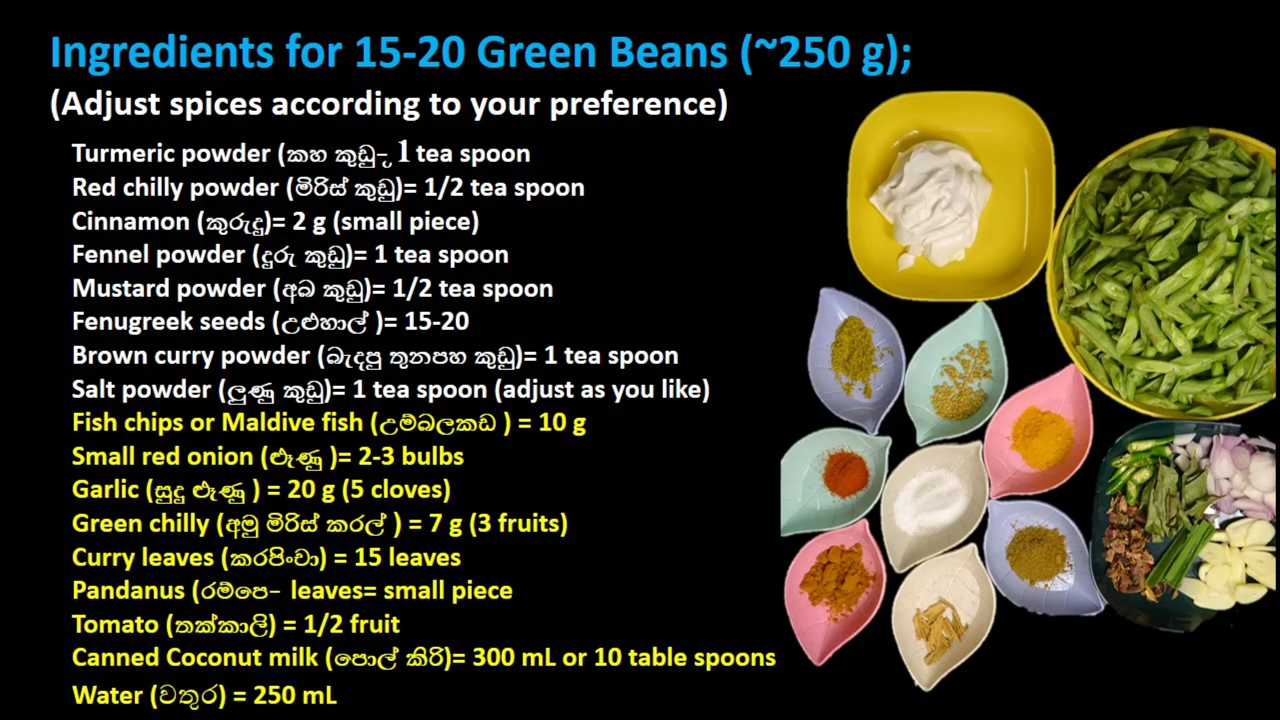 Ingredients for 15-20 Green Beans (~250 g);
(Adjust spices according to your preference)
Turmeric powder (කහ කුඩු- 1 tea spoon
Red chilly powder (මිරිස් කුඩු)= 1/2 tea spoon
Cinnamon (කුරුදු)= 2 g (small piece)
Fennel powder (දුරු කුඩු)= 1 tea spoon
Mustard powder (අබ කුඩු)= 1/2 tea spoon
Fenugreek seeds (උළුහාල් )= 15-20
Brown curry powder (බැදපු තුනපහ කුඩු)= 1 tea spoon
Salt powder (ලුණු කුඩු)= 1 tea spoon (adjust as you like)
Fish chips or Maldive fish (උම්බලකඩ ) = 10 g
Small red onion (ළූණු )= 2-3 bulbs
Garlic (සුදු ළූණු ) = 20 g (5 cloves)
Green chilly (අමු මිරිස් කරල් ) = 7 g (3 fruits)
Curry leaves (කරපිංචා) = 15 leaves
Pandanus (රම්පෙ- leaves= small piece
Tomato (තක්කාලි) = 1/2 fruit
Canned Coconut milk (පොල් කිරි)= 300 mL or 10 table spoons
Water (වතුර) = 250 mL